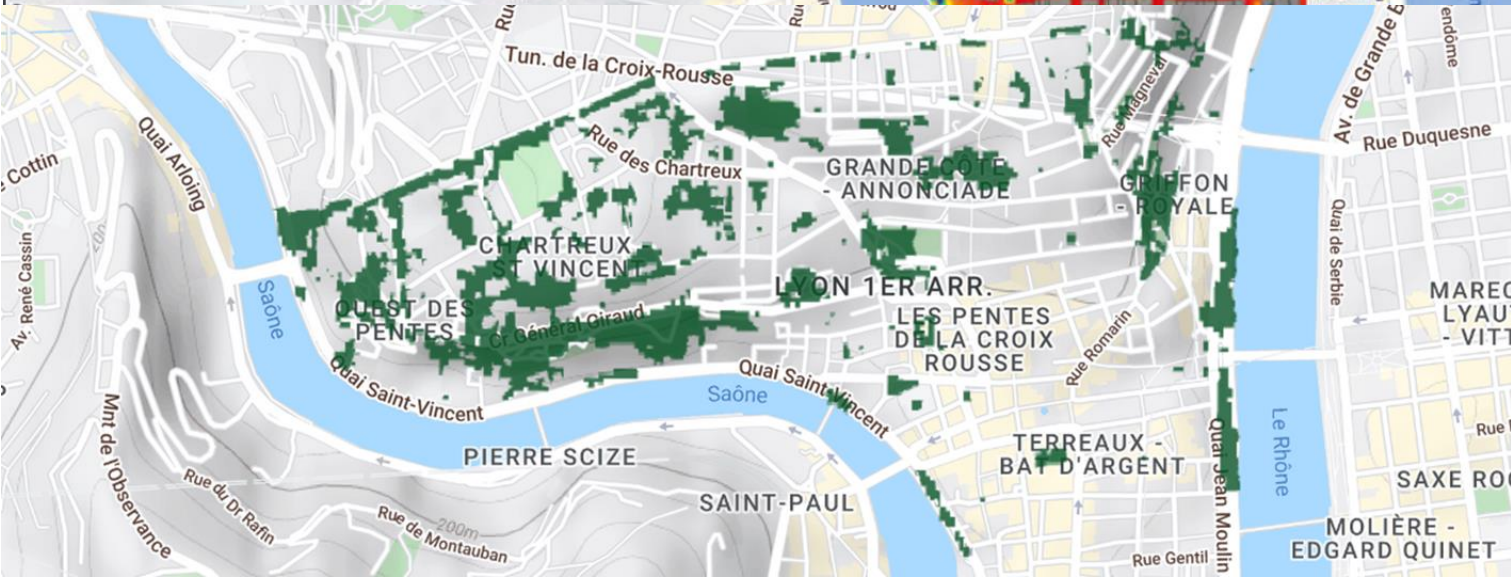 Tun. de la Croix-Rousse
Rue Magneval
Av. de Grande B
endôme
Quai Arloing
Rue des Chartreux
Rue Duquesne
e Cottin
GRANDE CÔTE
- ANNONCIADE
GRIFFON
- ROYALE
200
Av. René Cassin
CHARTREUX -
ST VINCENT
Quai de Serbie
Saône
OUEST DES
PENTES
Cr Général Giraud
LYON 1ER ARR.
LES PENTES
DE LA CROIX
ROUSSE
Rue Romarin
MAREC
LYAUT
- VITT
Quai Saint-Vincent
Saône
Quai Saint-Vincent
Mnt de l'Observance
PIERRE SCIZE
TERREAUX -
BAT D'ARGENT
Quai Jean Moulin
Le Rhône
Rue
SAXE RO
Rue du Dr Rafin
SAINT-PAUL
200m
Rue de Montauban
Rue Gentil
MOLIÈRE -
EDGARD QUINET